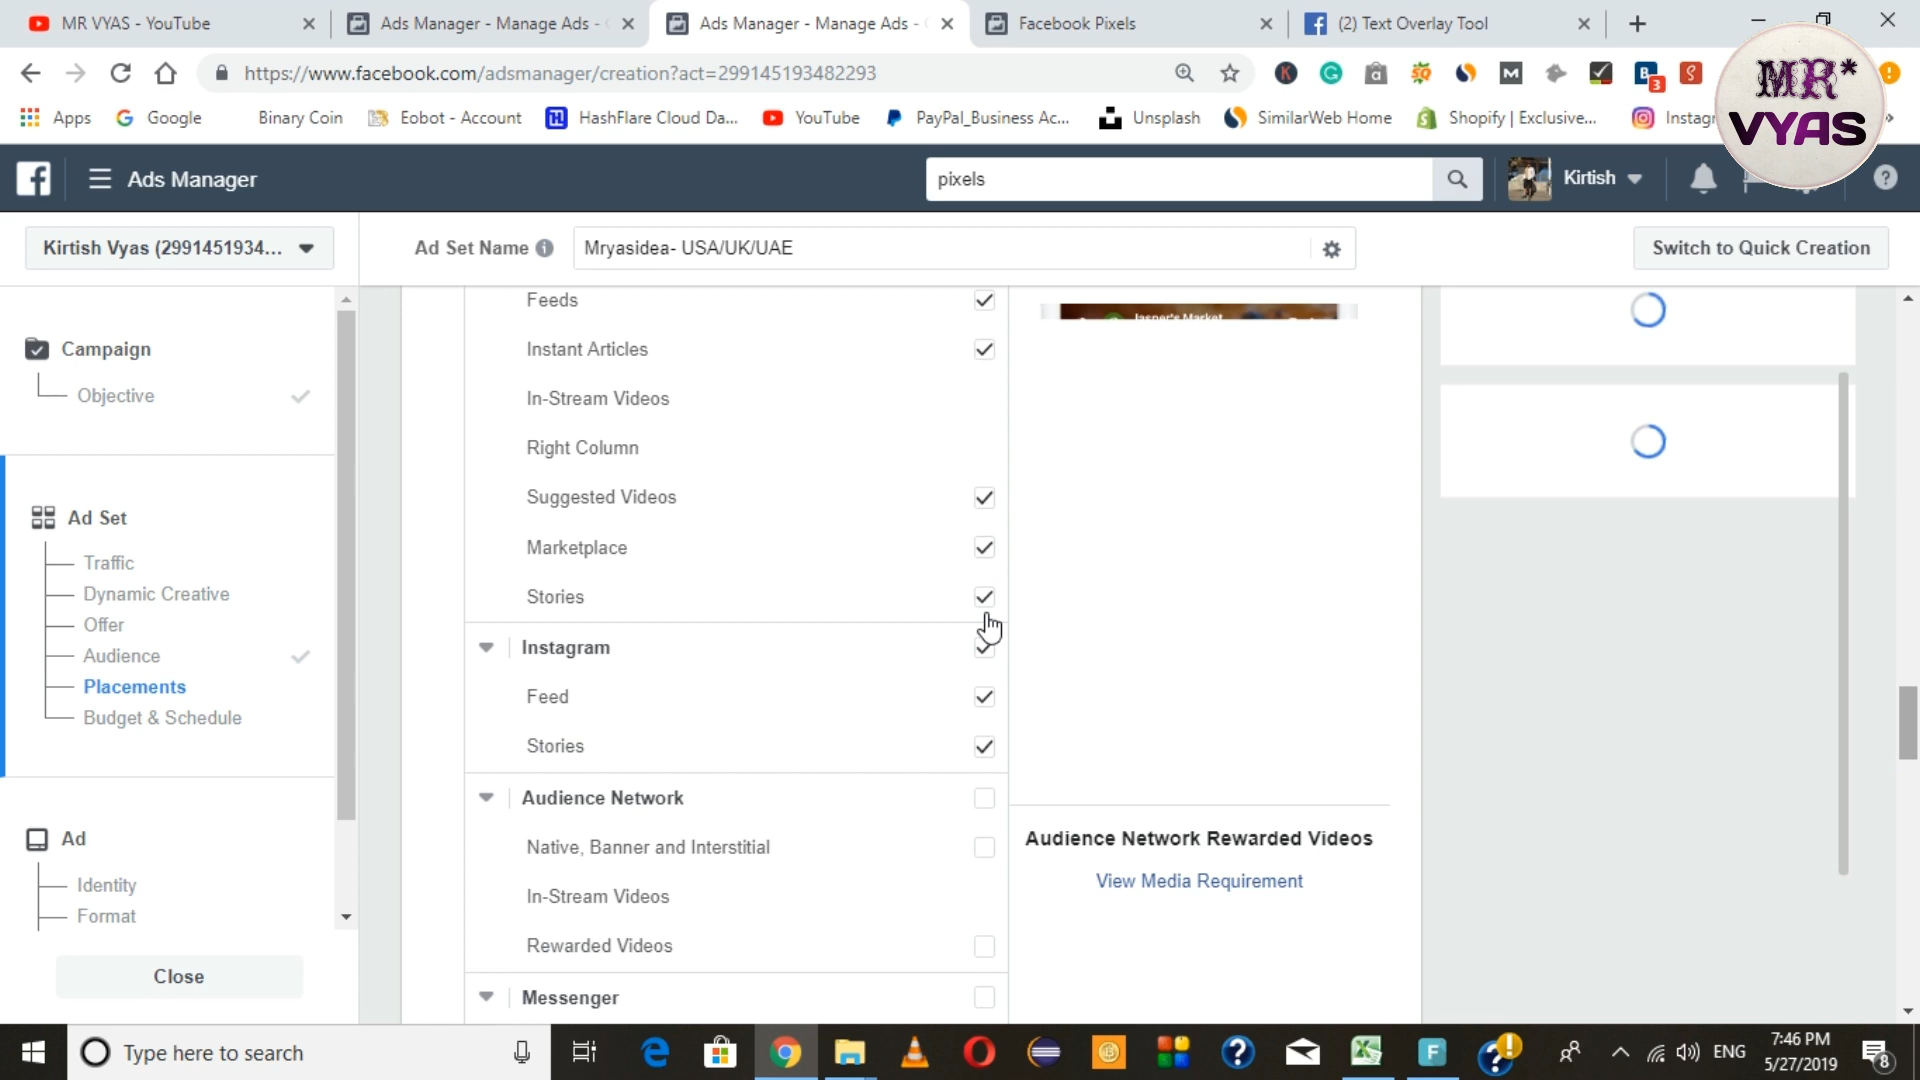 MR VYAS - YouTube
Ads Manager - Manage Ads -
Ads Manager - Manage Ads -
Facebook Pixels
(2) Text Overlay Tool
https://www.facebook.com/adsmanager/creation?act=299145193482293
Apps
Google
Binary Coin
Eobot - Account
HashFlare Cloud Da...
YouTube
PayPal_Business Ac...
Unsplash
SimilarWeb Home
Shopify | Exclusive...
Instag
MR*
VYAS
Ads Manager
pixels
Kirtish
Kirtish Vyas (2991451934...
Ad Set Name
Mryasidea- USA/UK/UAE
Switch to Quick Creation
Campaign
Objective
Ad Set
Traffic
Dynamic Creative
Offer
Audience
Placements
Budget & Schedule
Ad
Identity
Format
Close
Feeds
Instant Articles
In-Stream Videos
Right Column
Suggested Videos
Marketplace
Stories
Instagram
Feed
Stories
Audience Network
Native, Banner and Interstitial
In-Stream Videos
Rewarded Videos
Messenger
Jasper's Market
Audience Network Rewarded Videos
View Media Requirement
Type here to search
ENG
7:46 PM
5/27/2019
8